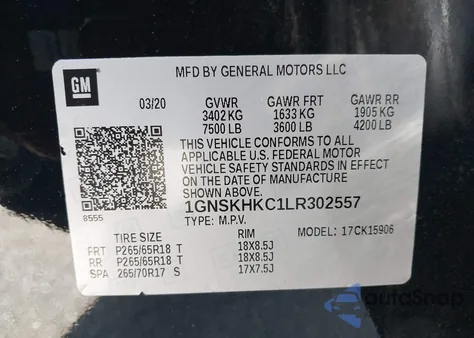 MFD BY GENERAL MOTORS LLC
GM
03/20 GVWR GAWR FRT GAWR RR
3402 KG 1633 KG 1905 KG
7500 LB 3600 LB 4200 LB
THIS VEHICLE CONFORMS TO ALL
APPLICABLE U.S. FEDERAL MOTOR
VEHICLE SAFETY STANDARDS IN
EFFECT ON THE DATE OF MANUFACTURE
SHOWN ABOVE.
1GNSKHKC1LR302557
8555
TYPE: M.P.V.
TIRE SIZE RIM MODEL: 17CK15906
FRT P265/65R18 T 18X8.5J
RR P265/65R18 T 18X8.5J
SPA 265/70R17 S 17X7.5J
AutoSnap